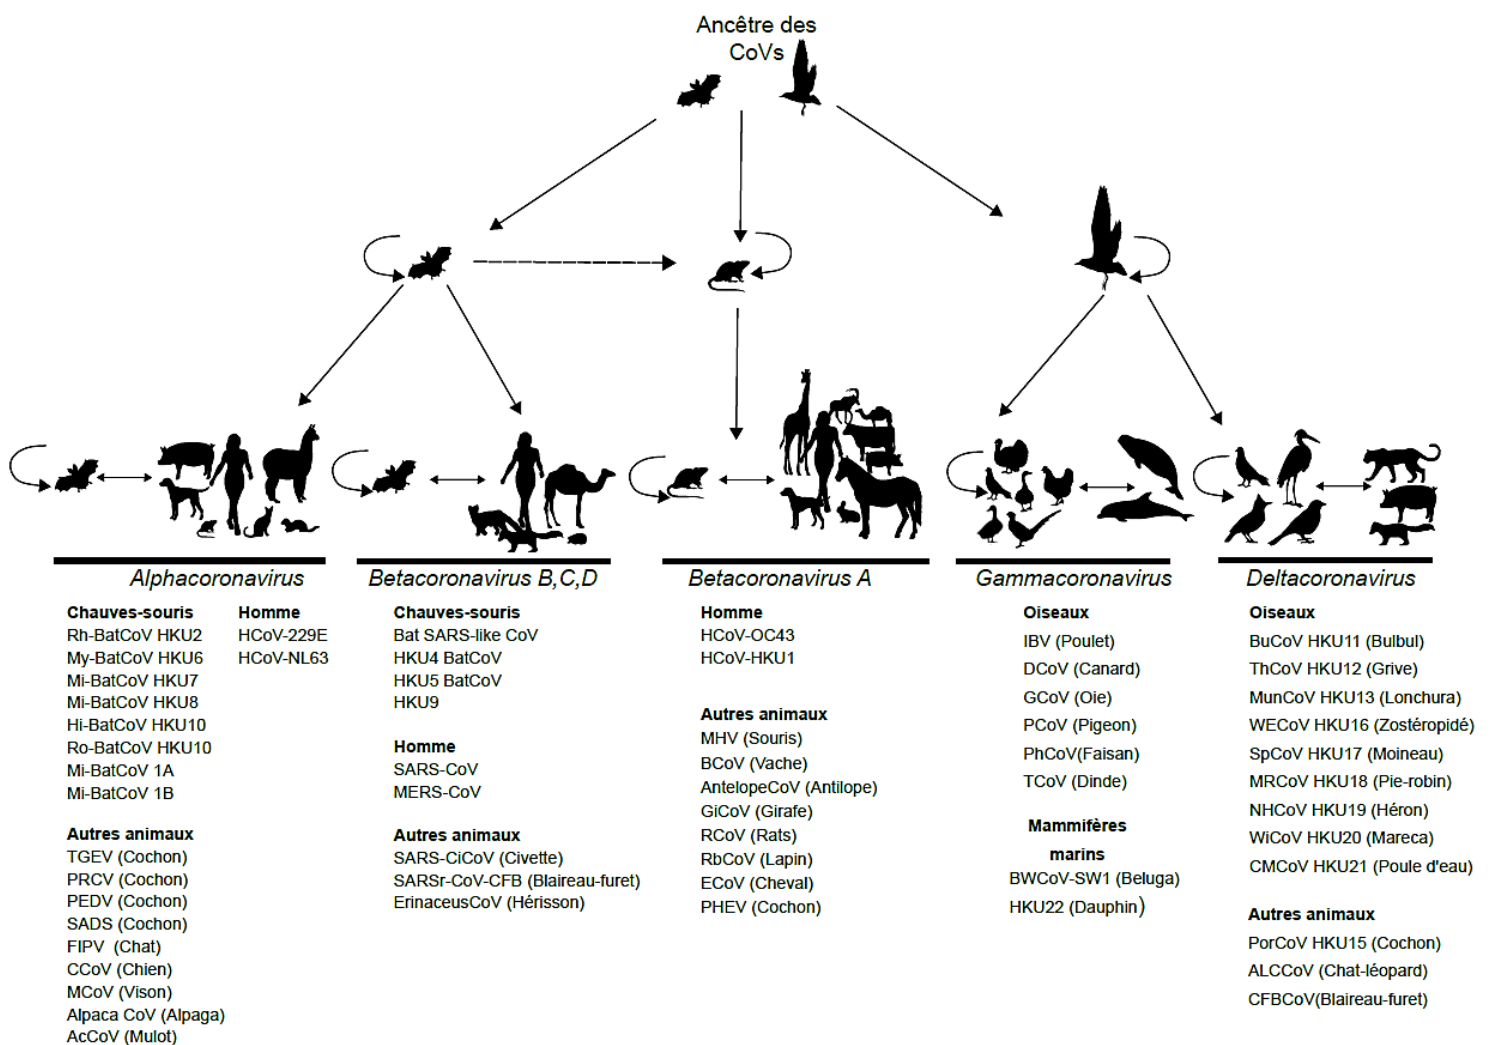 Ancêtre des
CoVs
Alphacoronavirus
Chauves-souris
Rh-BatCoV HKU2
My-BatCoV HKU6
Mi-BatCoV HKU7
Mi-BatCoV HKU8
Hi-BatCoV HKU10
Ro-BatCoV HKU10
Mi-BatCoV 1A
Mi-BatCoV 1B
Homme
HCoV-229E
HCoV-NL63
Autres animaux
TGEV (Cochon)
PRCV (Cochon)
PEDV (Cochon)
SADS (Cochon)
FIPV (Chat)
CCoV (Chien)
MCoV (Vison)
Alpaca CoV (Alpaga)
AcCoV (Mulot)
Betacoronavirus B,C,D
Chauves-souris
Bat SARS-like CoV
HKU4 BatCoV
HKU5 BatCoV
HKU9
Homme
SARS-CoV
MERS-CoV
Autres animaux
SARS-CiCoV (Civette)
SARSr-CoV-CFB (Blaireau-furet)
ErinaceusCoV (Hérisson)
Betacoronavirus A
Homme
HCoV-OC43
HCoV-HKU1
Autres animaux
MHV (Souris)
BCoV (Vache)
AntelopeCoV (Antilope)
GiCoV (Girafe)
RCoV (Rats)
RbCoV (Lapin)
ECoV (Cheval)
PHEV (Cochon)
Gammacoronavirus
Oiseaux
IBV (Poulet)
DCoV (Canard)
GCoV (Oie)
PCoV (Pigeon)
PhCoV(Faisan)
TCoV (Dinde)
Mammifères
marins
BWCoV-SW1 (Beluga)
HKU22 (Dauphin)
Deltacoronavirus
Oiseaux
BuCoV HKU11 (Bulbul)
ThCoV HKU12 (Grive)
MunCoV HKU13 (Lonchura)
WECoV HKU16 (Zostéropidé)
SpCoV HKU17 (Moineau)
MRCoV HKU18 (Pie-robin)
NHCoV HKU19 (Héron)
WiCoV HKU20 (Mareca)
CMCoV HKU21 (Poule d'eau)
Autres animaux
PorCoV HKU15 (Cochon)
ALCCoV (Chat-léopard)
CFBCoV(Blaireau-furet)